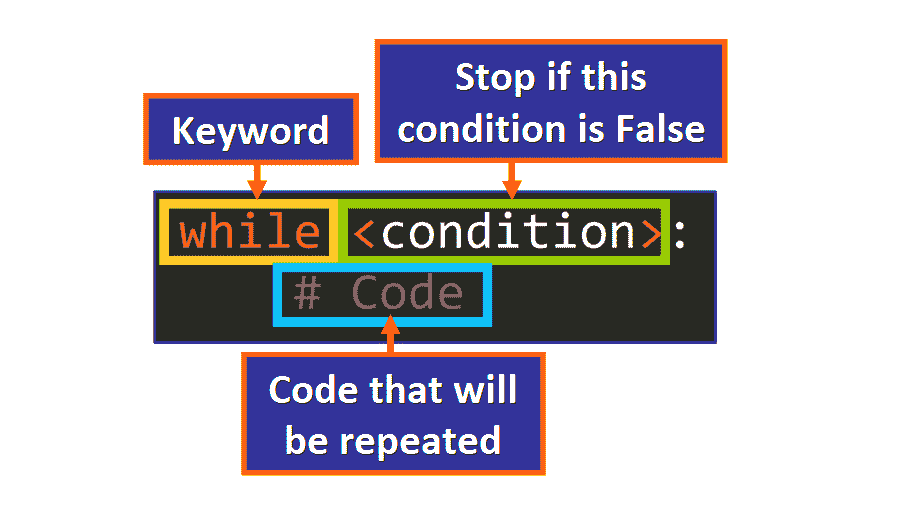 Stop if this
condition is False
Keyword
while <condition>:
# Code
Code that will
be repeated